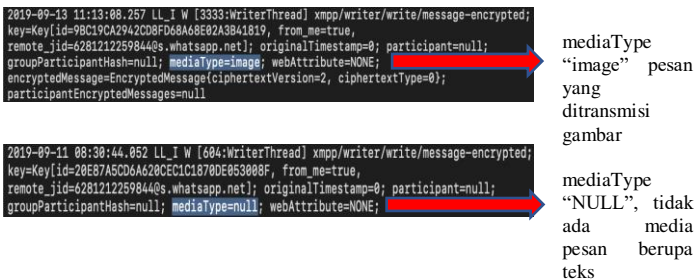 2019-09-13 11:13:08.257 LL_I W [3333:WriterThread] xmpp/writer/write/message-encrypted;
key=Key[id=9BC19CA2942CD8FD68A68E02A3B41819, from_me=true,
remote_jid=6281212259844@s.whatsapp.net]; originalTimestamp=0; participant=null;
groupParticipantHash=null; mediaType=image; webAttribute=NONE;
encryptedMessage=EncryptedMessage{ciphertextVersion=2, ciphertextType=0};
participantEncryptedMessages=null
mediaType
“image” pesan
yang
ditransmisi
gambar
2019-09-11 08:30:44.052 LL_I W [604:WriterThread] xmpp/writer/write/message-encrypted;
key=Key[id=20E87A5CD6A620CEC1C1870DE053008F, from_me=true,
remote_jid=6281212259844@s.whatsapp.net]; originalTimestamp=0; participant=null;
groupParticipantHash=null; mediaType=null; webAttribute=NONE;
mediaType
“NULL”, tidak
ada media
pesan berupa
teks